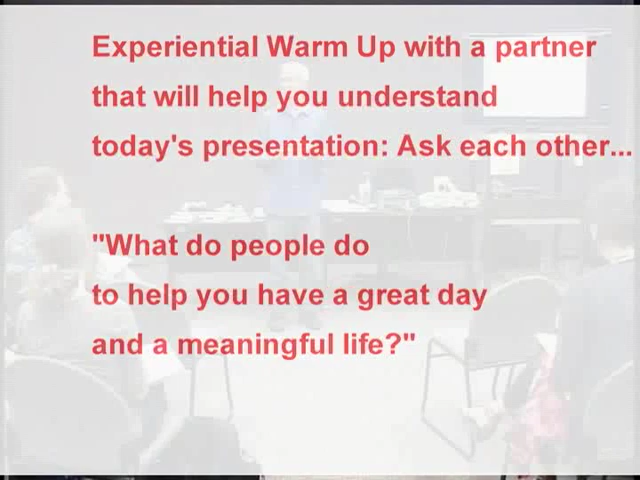 Experiential Warm Up with a partner
that will help you understand
today's presentation: Ask each other...
"What do people do
to help you have a great day
and a meaningful life?"